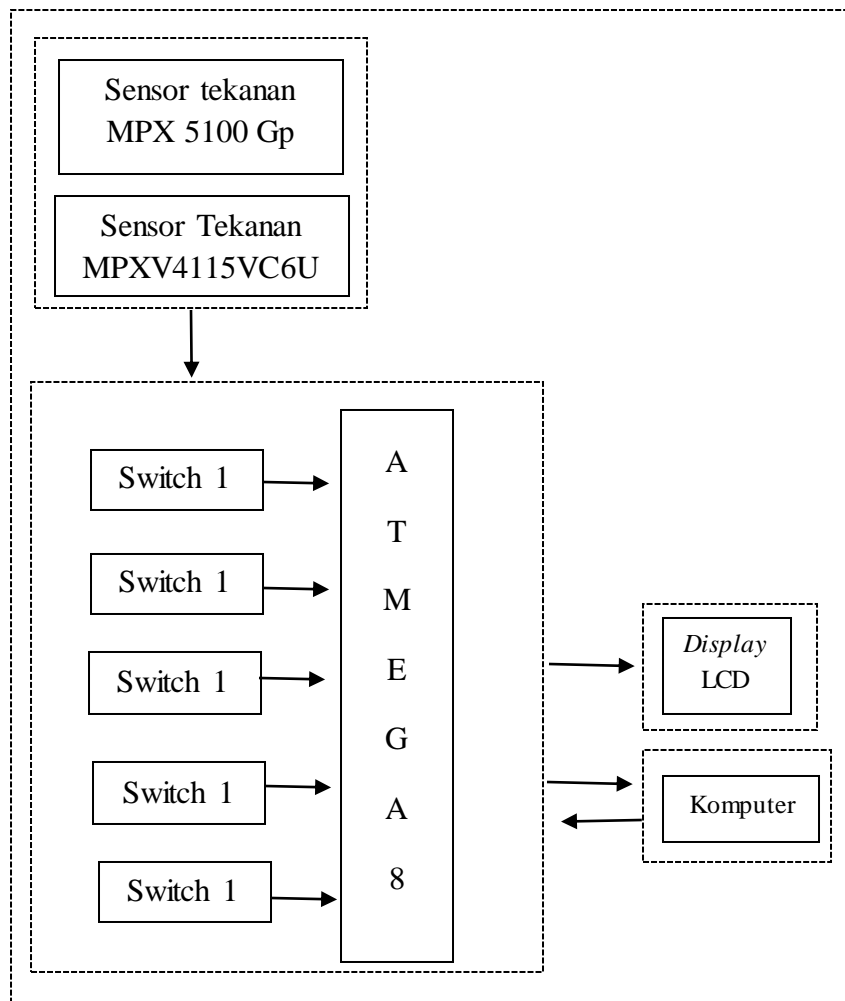 Sensor tekanan
MPX 5100 Gp
Sensor Tekanan
MPXV4115VC6U
Switch 1
Switch 1
Switch 1
Switch 1
Switch 1
A
T
M
E
G
A
8
Display
LCD
Komputer